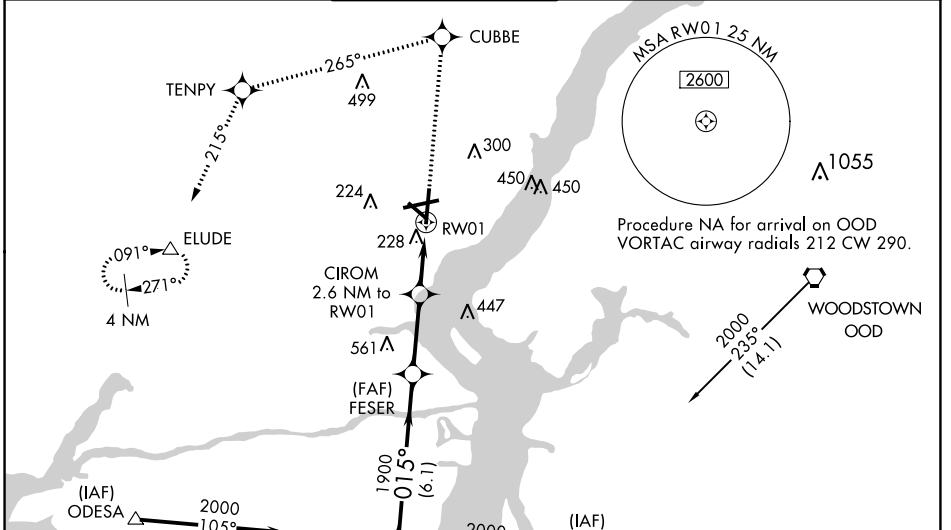 CUBBE
265°
TENPY
499
215°
MSA RW01 25 NM
2600
300
1055
450
450
224
RW01
228
Procedure NA for arrival on OOD
VORTAC airway radials 212 CW 290.
ELUDE
091°
271°
4 NM
CIROM
2.6 NM to
RW01
447
WOODSTOWN
OOD
2000
235°
(14.1)
561
(FAF)
FESER
1900
015°
(6.1)
(IAF)
ODESA
2000
105°
2000
(IAF)